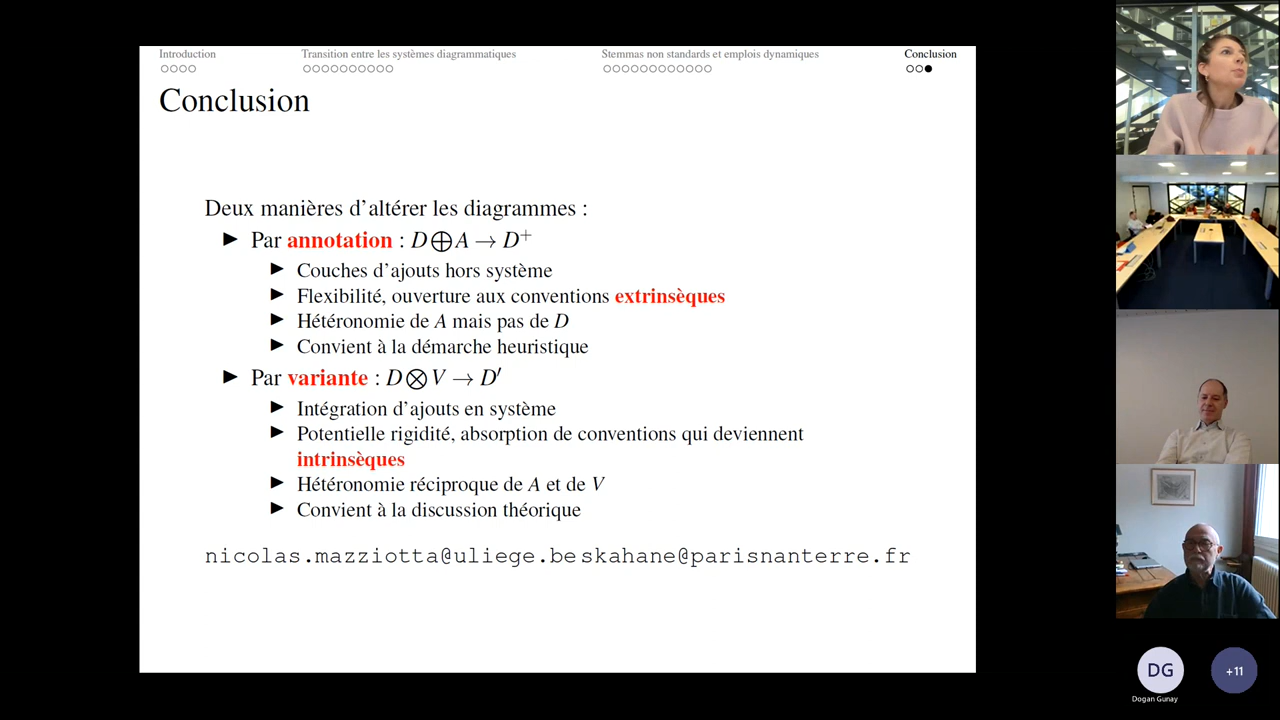 Introduction
Transition entre les systèmes diagrammatiques
Stemmas non standards et emplois dynamiques
Conclusion
Conclusion
Deux manières d'altérer les diagrammes :
▶ Par annotation : D ⊕ A → D⁺
▶ Couches d'ajouts hors système
▶ Flexibilité, ouverture aux conventions extrinsèques
▶ Hétéronomie de A mais pas de D
▶ Convient à la démarche heuristique
▶ Par variante : D ⊗ V → D′
▶ Intégration d'ajouts en système
▶ Potentielle rigidité, absorption de conventions qui deviennent
intrinsèques
▶ Hétéronomie réciproque de A et de V
▶ Convient à la discussion théorique
nicolas.mazziotta@uliege.be skahane@parisnanterre.fr
DG
Dogan Gunay
+11